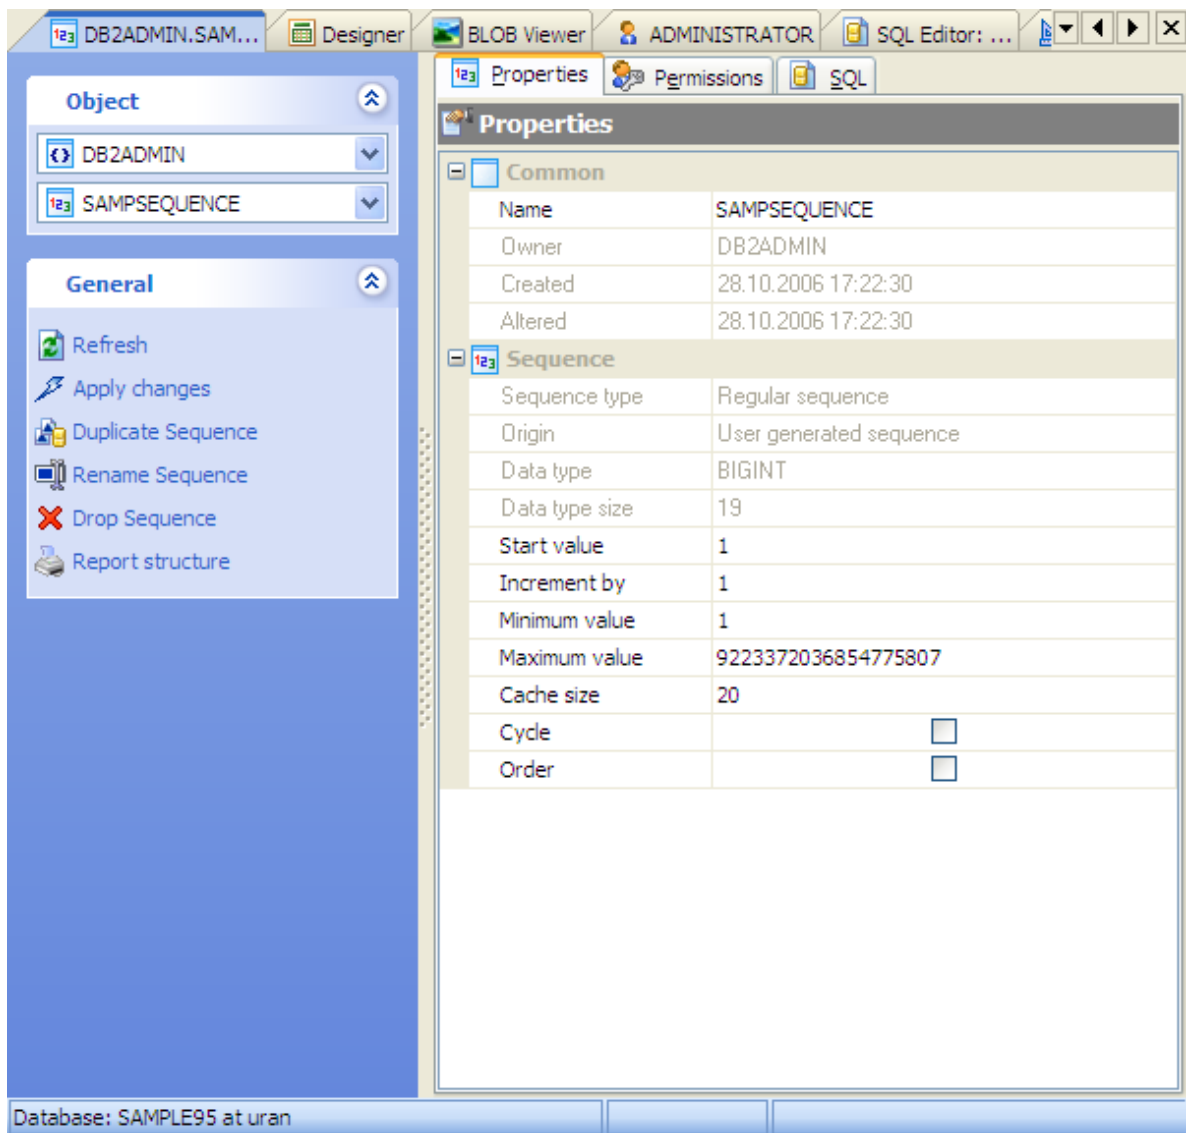 DB2ADMIN.SAM...
Designer
BLOB Viewer
ADMINISTRATOR
SQL Editor: ...
Object
DB2ADMIN
SAMPSEQUENCE
General
Refresh
Apply changes
Duplicate Sequence
Rename Sequence
Drop Sequence
Report structure
Properties
Permissions
SQL
Properties
Common
Name SAMPSEQUENCE
Owner DB2ADMIN
Created 28.10.2006 17:22:30
Altered 28.10.2006 17:22:30
Sequence
Sequence type Regular sequence
Origin User generated sequence
Data type BIGINT
Data type size 19
Start value 1
Increment by 1
Minimum value 1
Maximum value 9223372036854775807
Cache size 20
Cycle
Order
Database: SAMPLE95 at uran